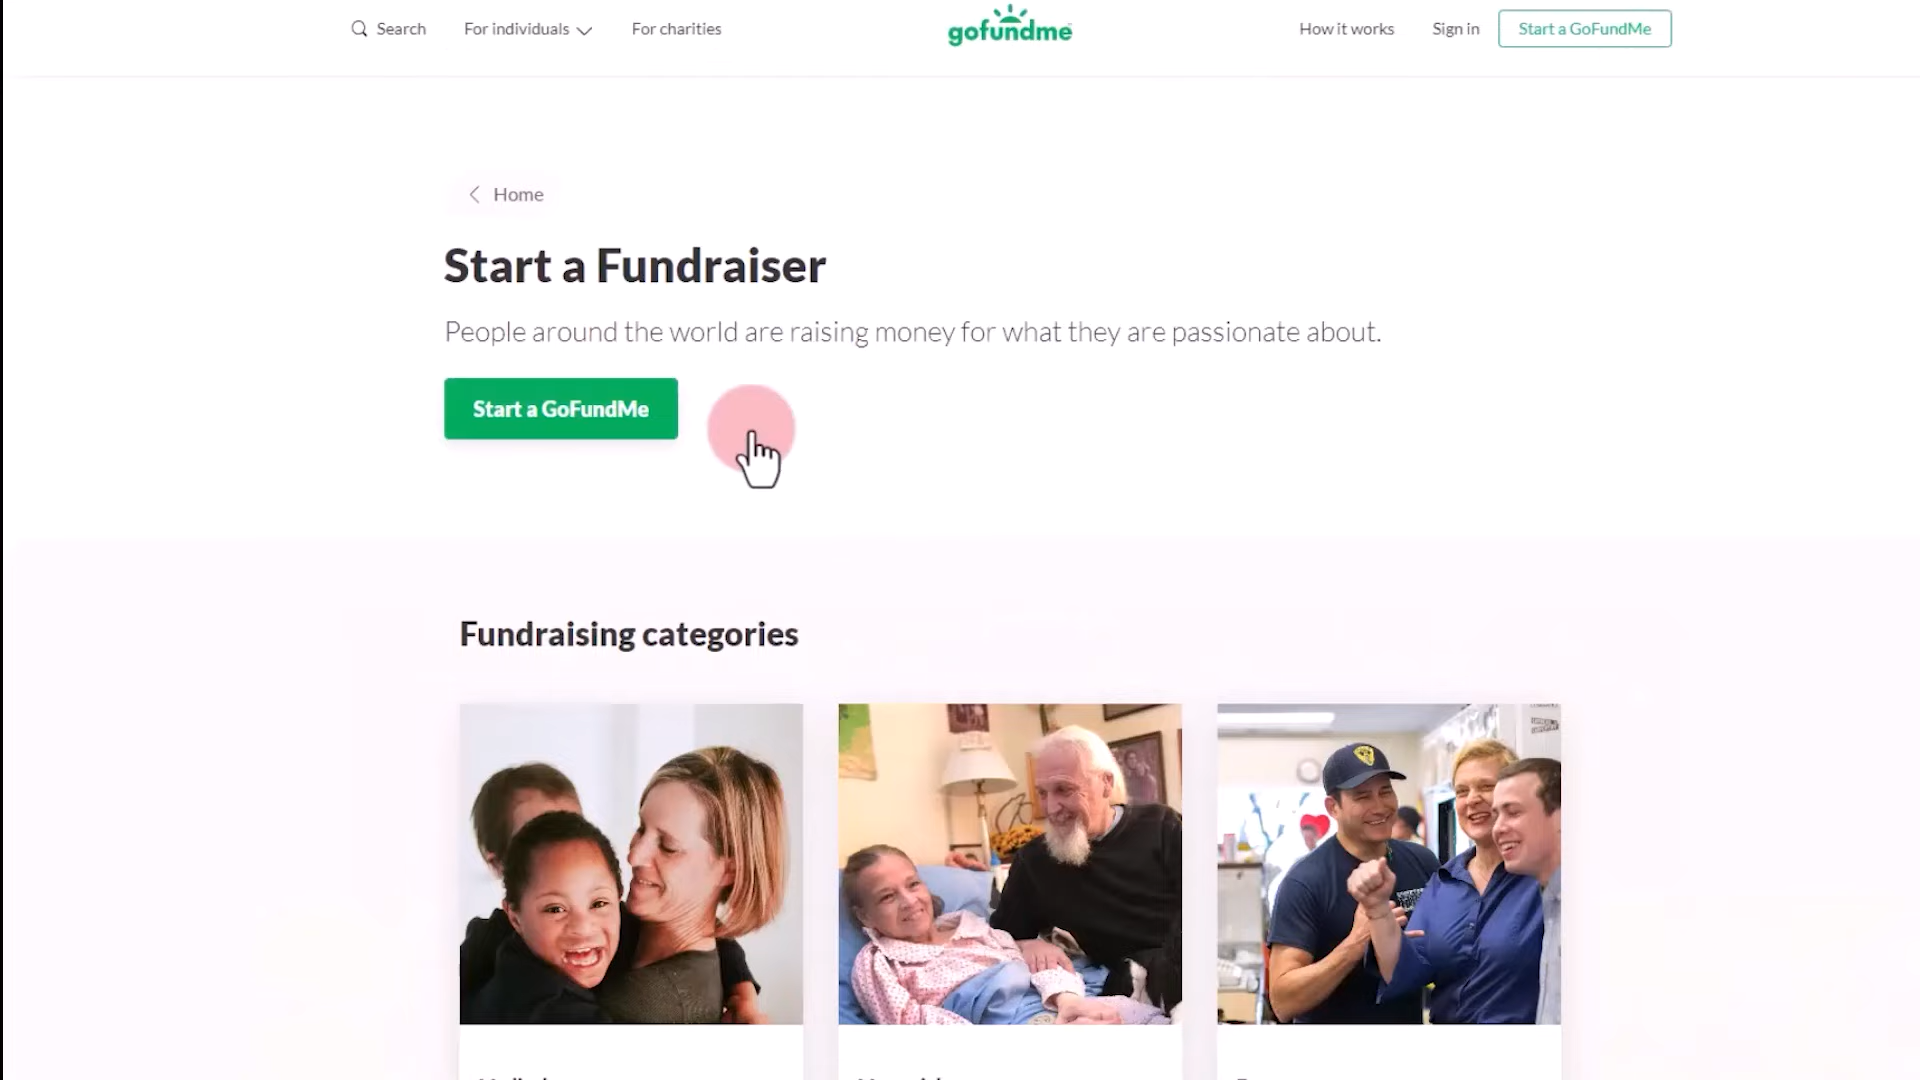 Search
For individuals
For charities
gofundme
How it works
Sign in
Start a GoFundMe
Home
Start a Fundraiser
People around the world are raising money for what they are passionate about.
Start a GoFundMe
Fundraising categories